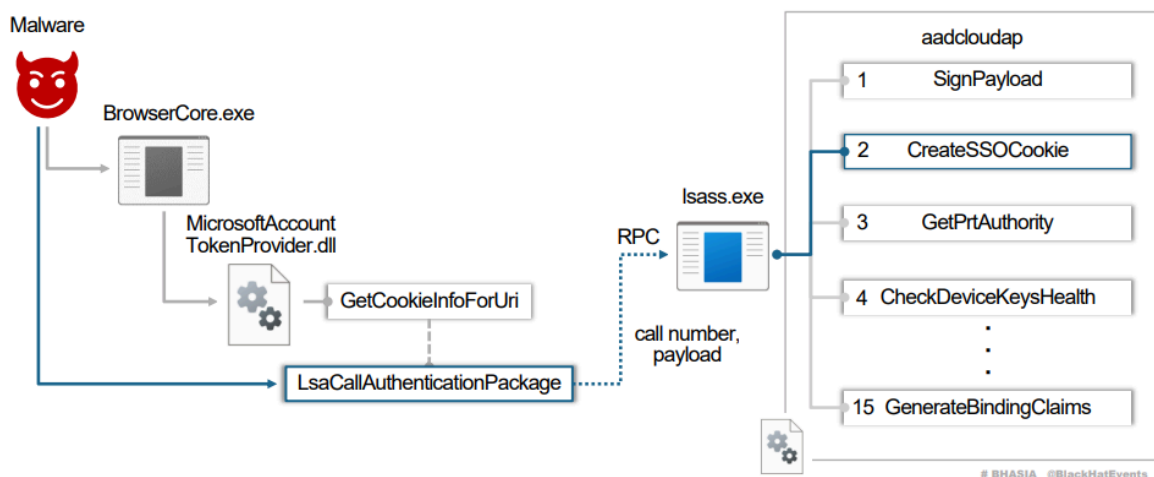 Malware
BrowserCore.exe
MicrosoftAccount
TokenProvider.dll
GetCookieInfoForUri
LsaCallAuthenticationPackage
RPC
call number,
payload
lsass.exe
aadcloudap
1 SignPayload
2 CreateSSOCookie
3 GetPrtAuthority
4 CheckDeviceKeysHealth
15 GenerateBindingClaims
# BHASIA @BlackHatEvents